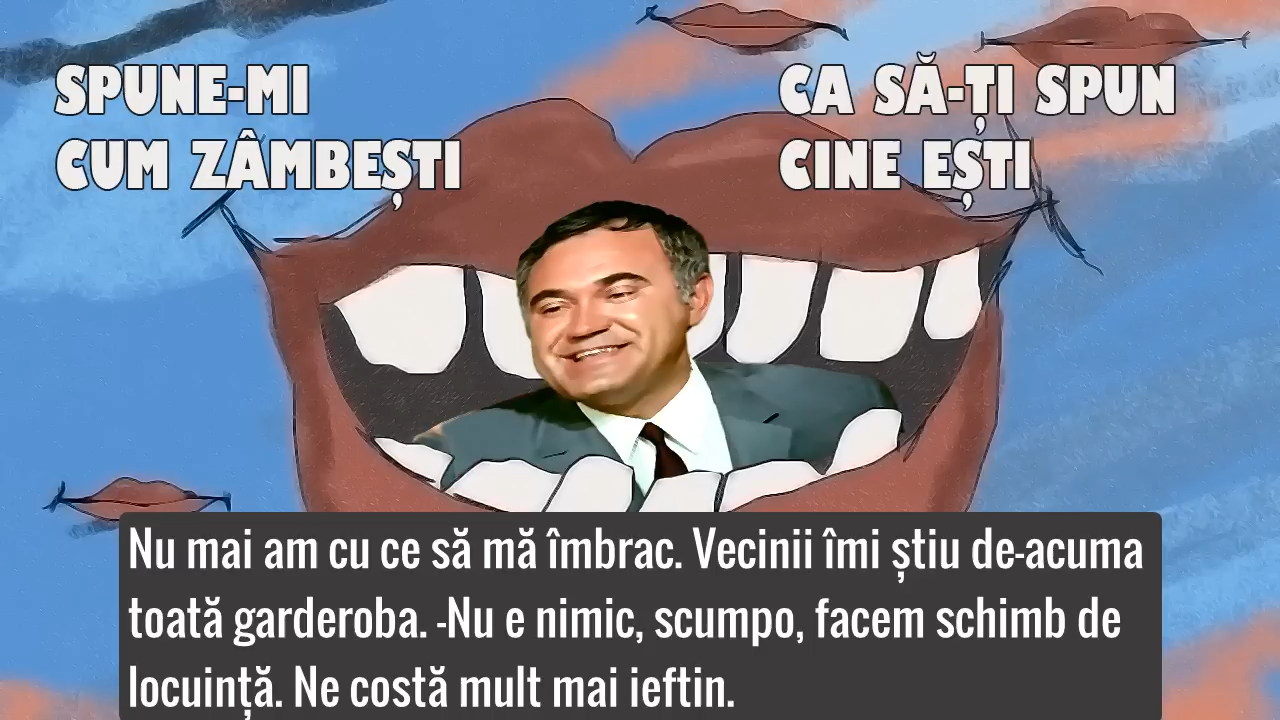 SPUNE-MI
CUM ZÂMBEȘTI
CA SĂ-ȚI SPUN
CINE EȘTI
Nu mai am cu ce să mă îmbrac. Vecinii îmi știu de-acuma
toată garderoba. -Nu e nimic, scumpo, facem schimb de
locuință. Ne costă mult mai ieftin.